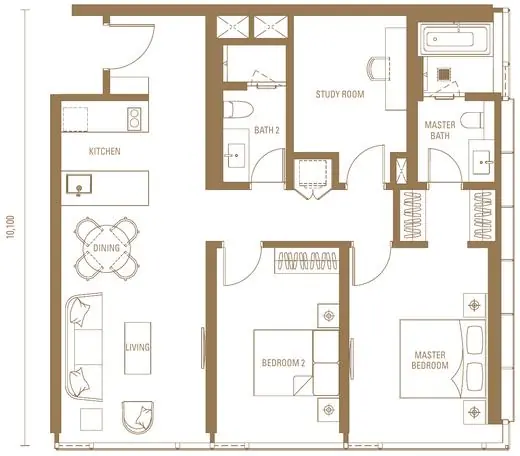 STUDY ROOM
MASTER
BATH
BATH 2
KITCHEN
10,100
DINING
LIVING
BEDROOM 2
MASTER
BEDROOM